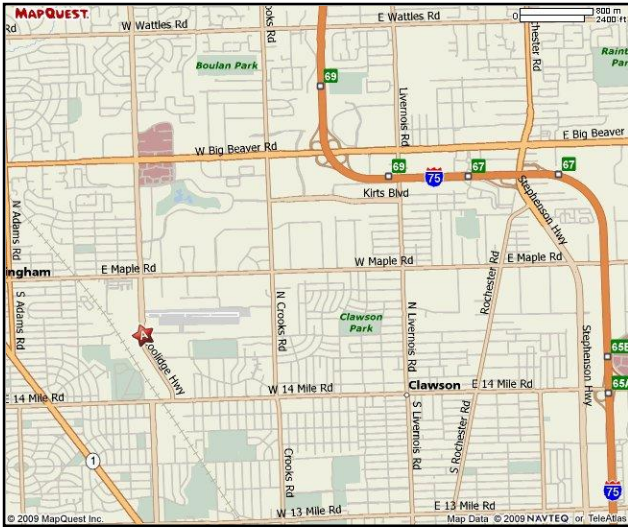 MAPQUEST.
W Wattles Rd
E Wattles Rd
800 m
0
2400 ft
Boulan Park
69
Livernois Rd
W Big Beaver Rd
E Big Beaver
69
75
67
67
Kirts Blvd
Stephenson Hwy
N Adams Rd
E Maple Rd
W Maple Rd
E Maple Rd
S Adams Rd
N Crooks Rd
Clawson
Park
N Livernois Rd
Rochester Rd
Stephenson Hwy
A
65B
65A
W 14 Mile Rd
Clawson
E 14 Mile Rd
E 14 Mile Rd
Crooks Rd
S Livernois Rd
S Rochester Rd
1
75
W 13 Mile Rd
E 13 Mile Rd
© 2009 MapQuest Inc.
Map Data © 2009 NAVTEQ or TeleAtlas